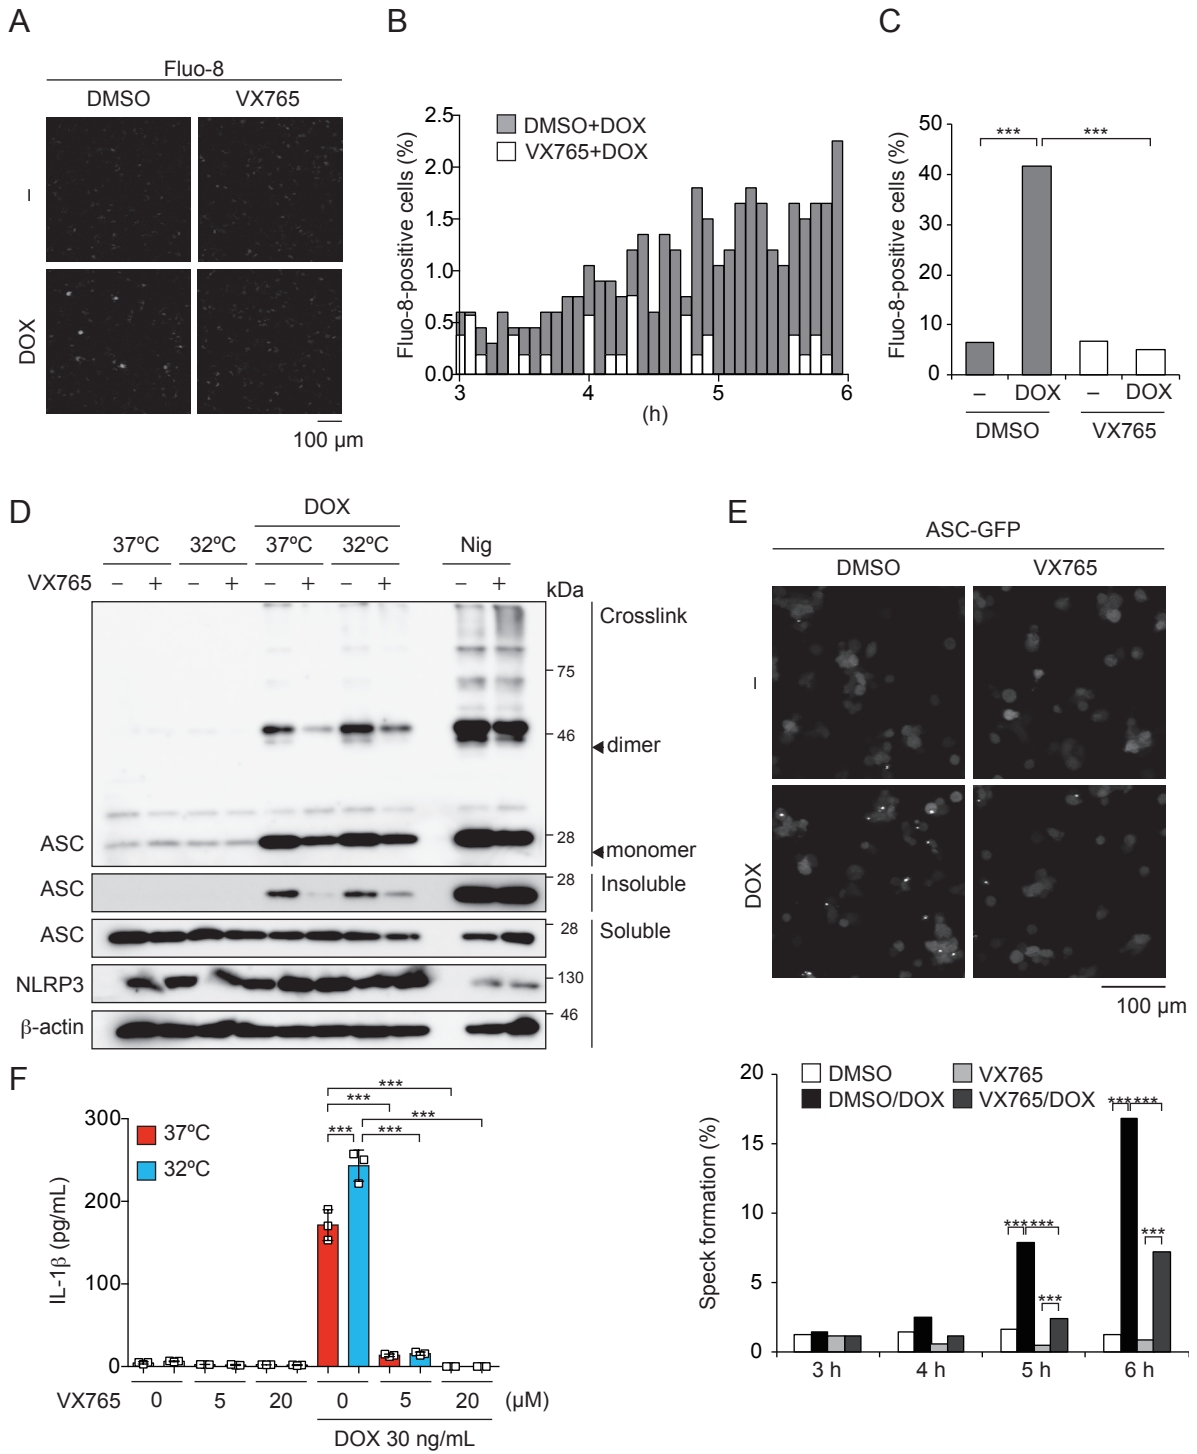 A
Fluo-8
DMSO VX765
–
DOX
100 µm
B
Fluo-8-positive cells (%)
2.5
2.0
1.5
1.0
0.5
0.0
DMSO+DOX
VX765+DOX
3 4 5 6
(h)
C
Fluo-8-positive cells (%)
50
40
30
20
10
0
*** ***
– DOX – DOX
DMSO VX765
D
DOX
37ºC 32ºC 37ºC 32ºC Nig
VX765 – + – + – + – + – + kDa
Crosslink
75
46
dimer
28
ASC monomer
28
ASC Insoluble
28
ASC Soluble
NLRP3 130
46
β-actin
E
ASC-GFP
DMSO VX765
–
DOX
100 µm
Speck formation (%)
20
15
10
5
0
DMSO VX765
DMSO/DOX VX765/DOX
*** ***
***
*** ***
***
3 h 4 h 5 h 6 h
F
IL-1β (pg/mL)
300
200
100
0
37ºC
32ºC
***
***
***
*** ***
VX765 0 5 20 0 5 20 (µM)
DOX 30 ng/mL